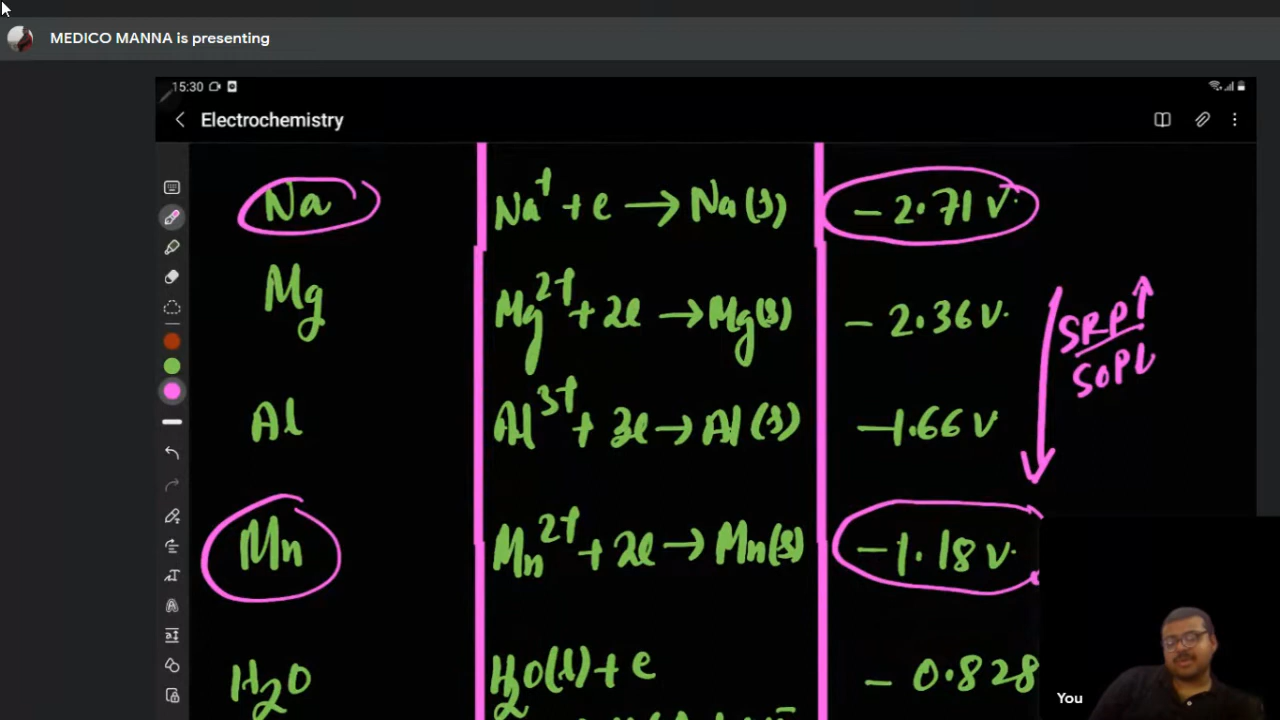 MEDICO MANNA is presenting
15:30
Electrochemistry
Na Na⁺ + e → Na(s) - 2.71 V.
Mg Mg²⁺ + 2e → Mg(s) - 2.36 V.
SRP↑
SOP↓
Al Al³⁺ + 3e → Al(s) -1.66 V
Mn Mn²⁺ + 2e → Mn(s) -1.18 V.
H₂O H₂O(l) + e - 0.828
You